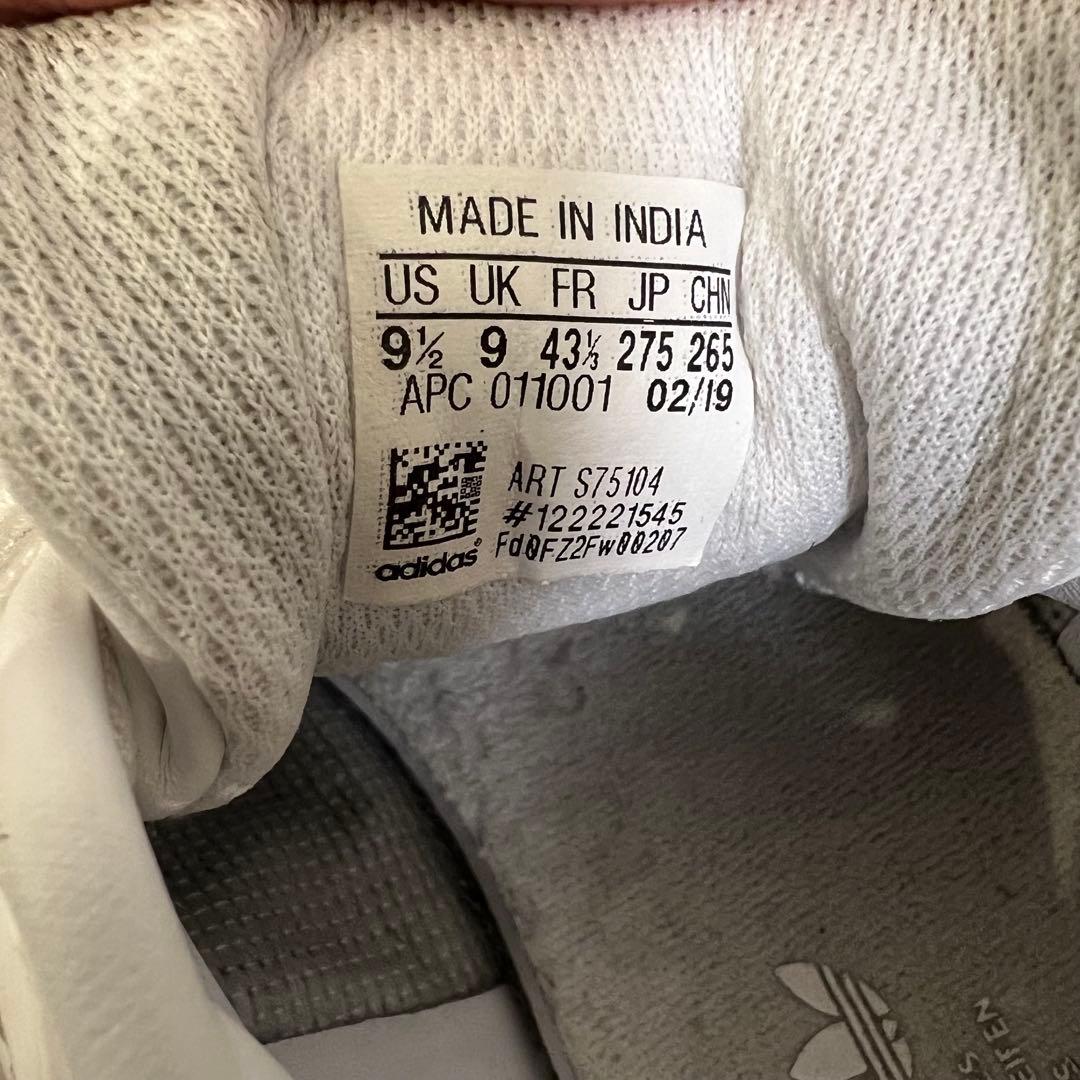 MADE IN INDIA
US UK FR JP CHN
9½ 9 43⅓ 275 265
APC 011001 02/19
ART S75104
#122221545
Fd0FZ2Fw00207
adidas®